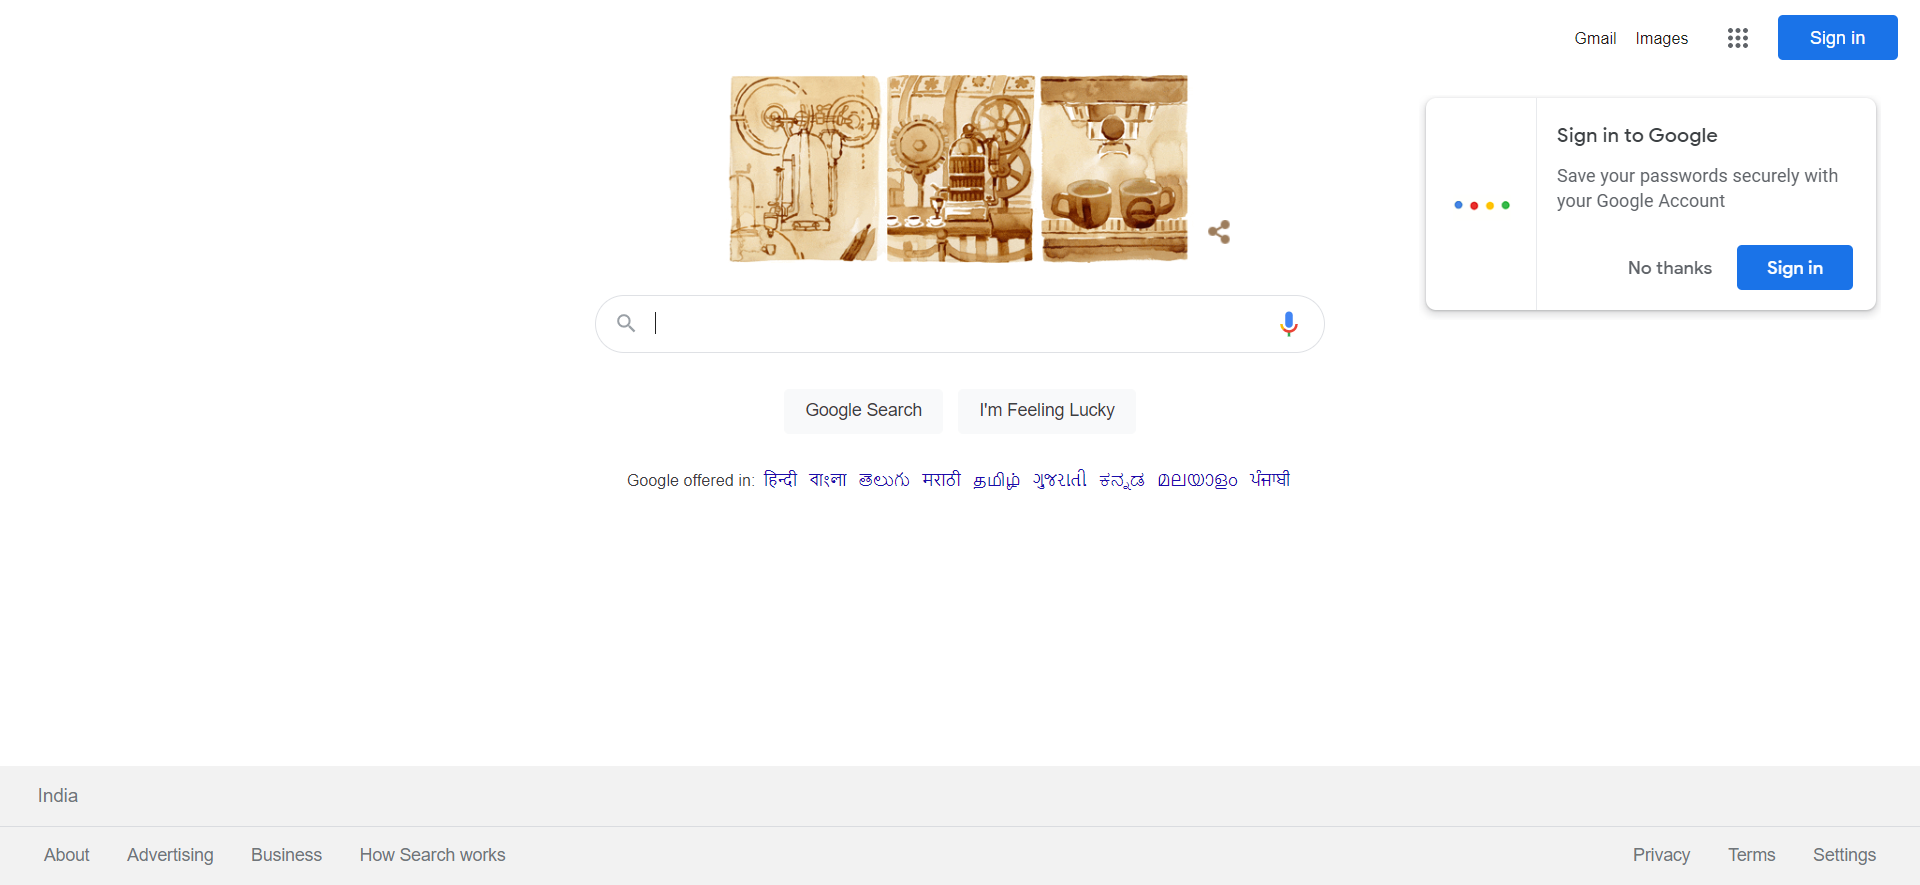 Gmail Images Sign in
Sign in to Google
Save your passwords securely with
your Google Account
No thanks Sign in
Google Search I'm Feeling Lucky
Google offered in: हिन्दी বাংলা తెలుగు मराठी தமிழ் ગુજરાતી ಕನ್ನಡ മലയാളം ਪੰਜਾਬੀ
India
About Advertising Business How Search works Privacy Terms Settings